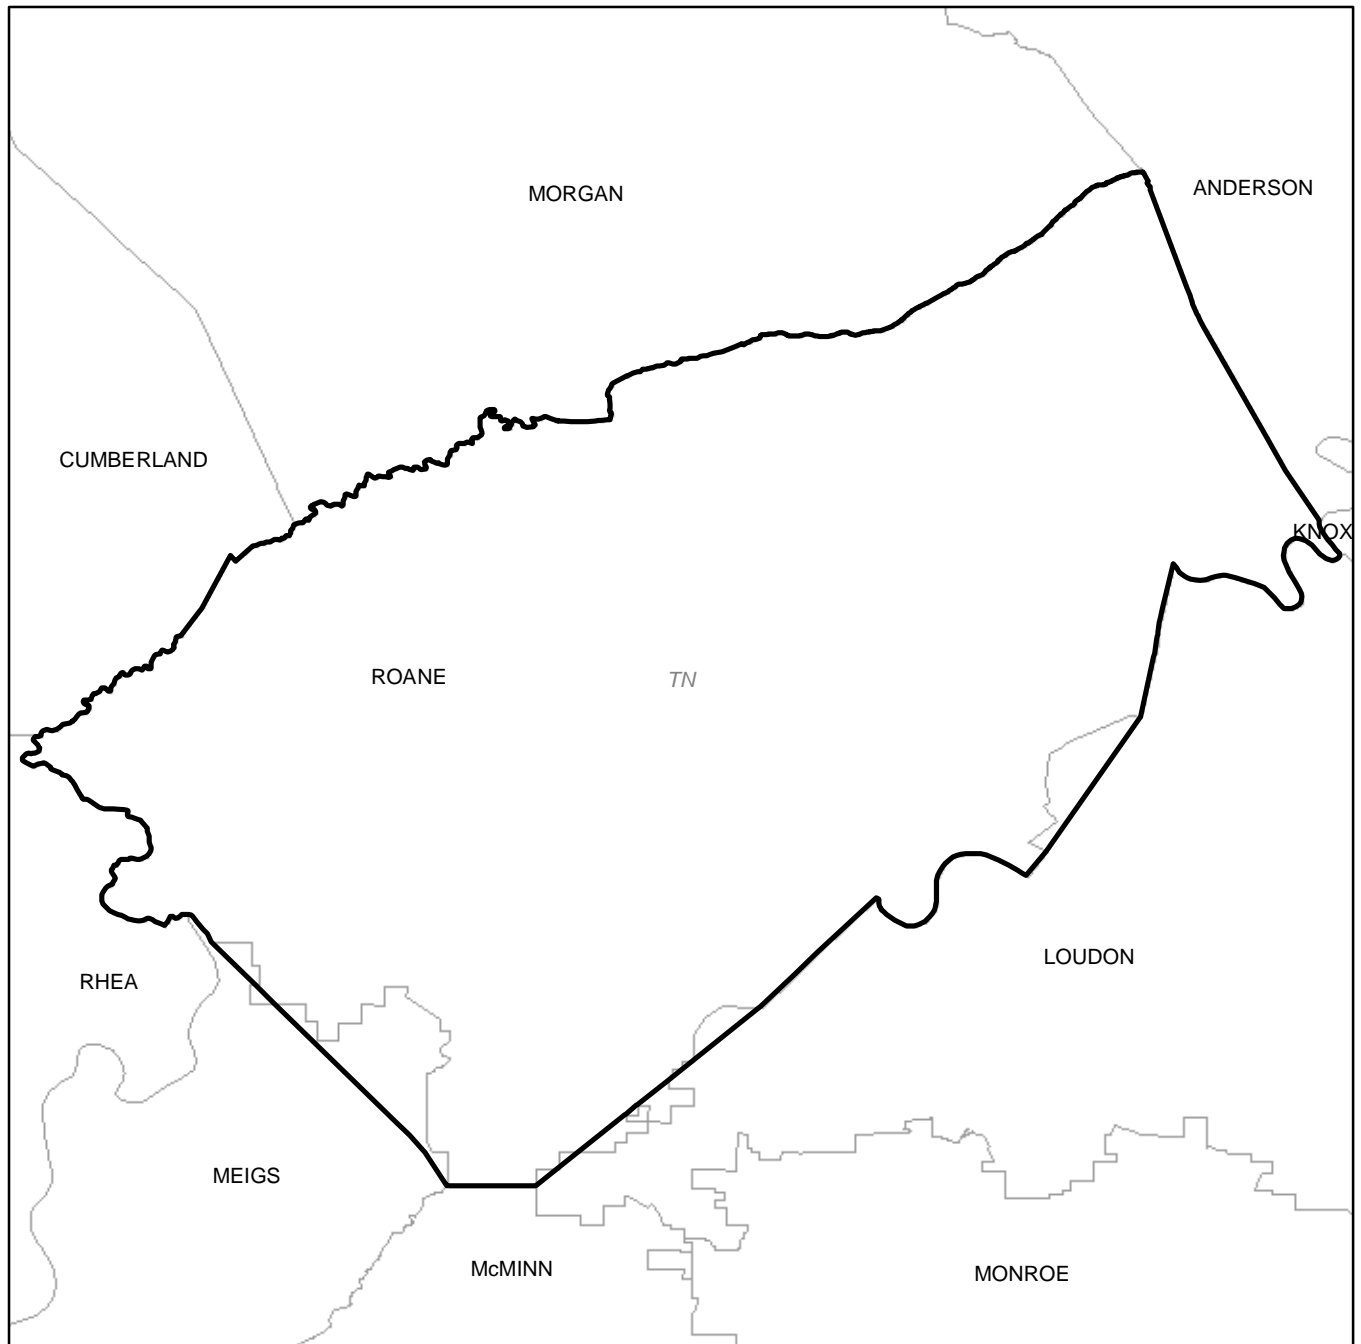 ANDERSON
MORGAN
CUMBERLAND
KNOX
ROANE
TN
LOUDON
RHEA
MEIGS
McMINN
MONROE